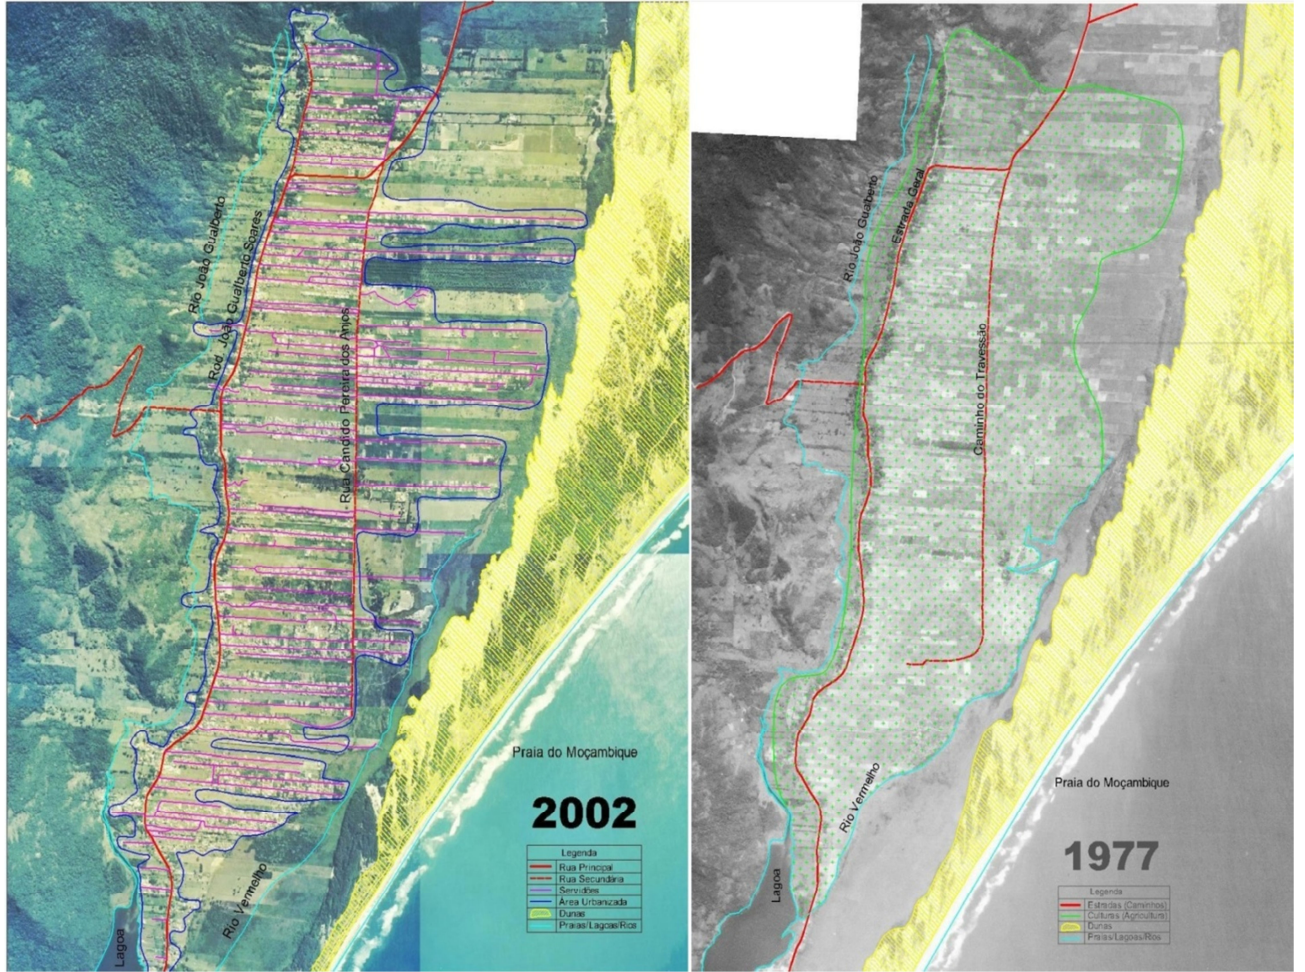 Rio João Gualberto
Rod. João Gualberto Soares
Rua Candido Pereira dos Anjos
Praia do Moçambique
2002
Legenda
Rua Principal
Rua Secundária
Servidões
Área Urbanizada
Dunas
Praias/Lagoas/Rios
Rio Vermelho
Lagoa
Rio João Gualberto
Estrada Geral
Caminho do Travessão
Praia do Moçambique
Rio Vermelho
1977
Lagoa
Legenda
Estradas (Caminhos)
Culturas (Agricultura)
Dunas
Praias/Lagoas/Rios